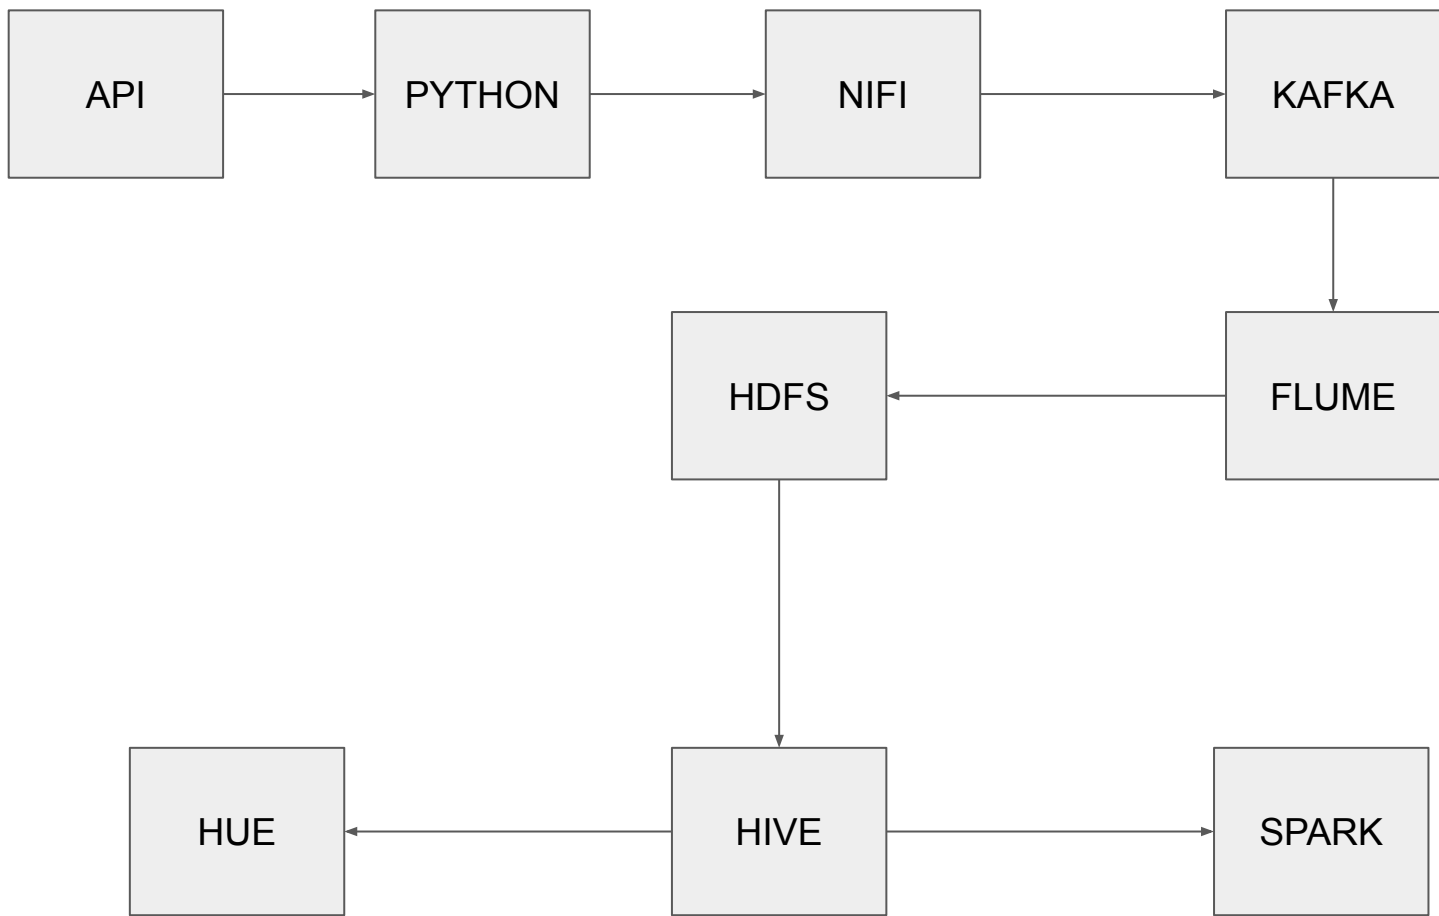 API
PYTHON
NIFI
KAFKA
HDFS
FLUME
HUE
HIVE
SPARK